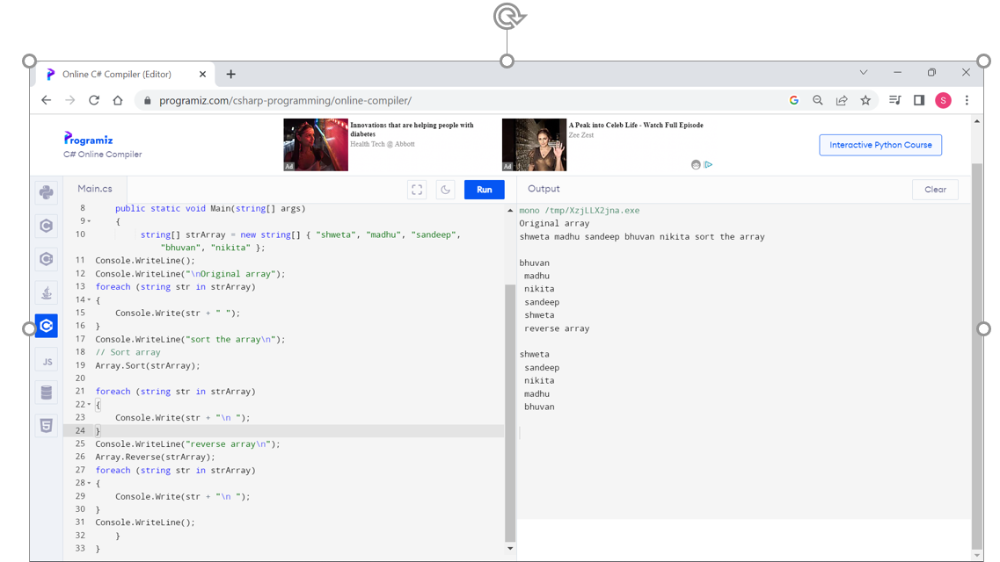 Online C# Compiler (Editor)
programiz.com/csharp-programming/online-compiler/
S
Programiz
C# Online Compiler
Ad
Innovations that are helping people with
diabetes
Health Tech @ Abbott
Ad
A Peak into Celeb Life - Watch Full Episode
Zee Zest
Interactive Python Course
Main.cs
Run
Output
Clear
JS
8 public static void Main(string[] args)
9 {
10 string[] strArray = new string[] { "shweta", "madhu", "sandeep",
"bhuvan", "nikita" };
11 Console.WriteLine();
12 Console.WriteLine("\nOriginal array");
13 foreach (string str in strArray)
14 {
15 Console.Write(str + " ");
16 }
17 Console.WriteLine("sort the array\n");
18 // Sort array
19 Array.Sort(strArray);
20
21 foreach (string str in strArray)
22 {
23 Console.Write(str + "\n ");
24 }
25 Console.WriteLine("reverse array\n");
26 Array.Reverse(strArray);
27 foreach (string str in strArray)
28 {
29 Console.Write(str + "\n ");
30 }
31 Console.WriteLine();
32 }
33 }
mono /tmp/XzjLLX2jna.exe
Original array
shweta madhu sandeep bhuvan nikita sort the array
bhuvan
madhu
nikita
sandeep
shweta
reverse array
shweta
sandeep
nikita
madhu
bhuvan